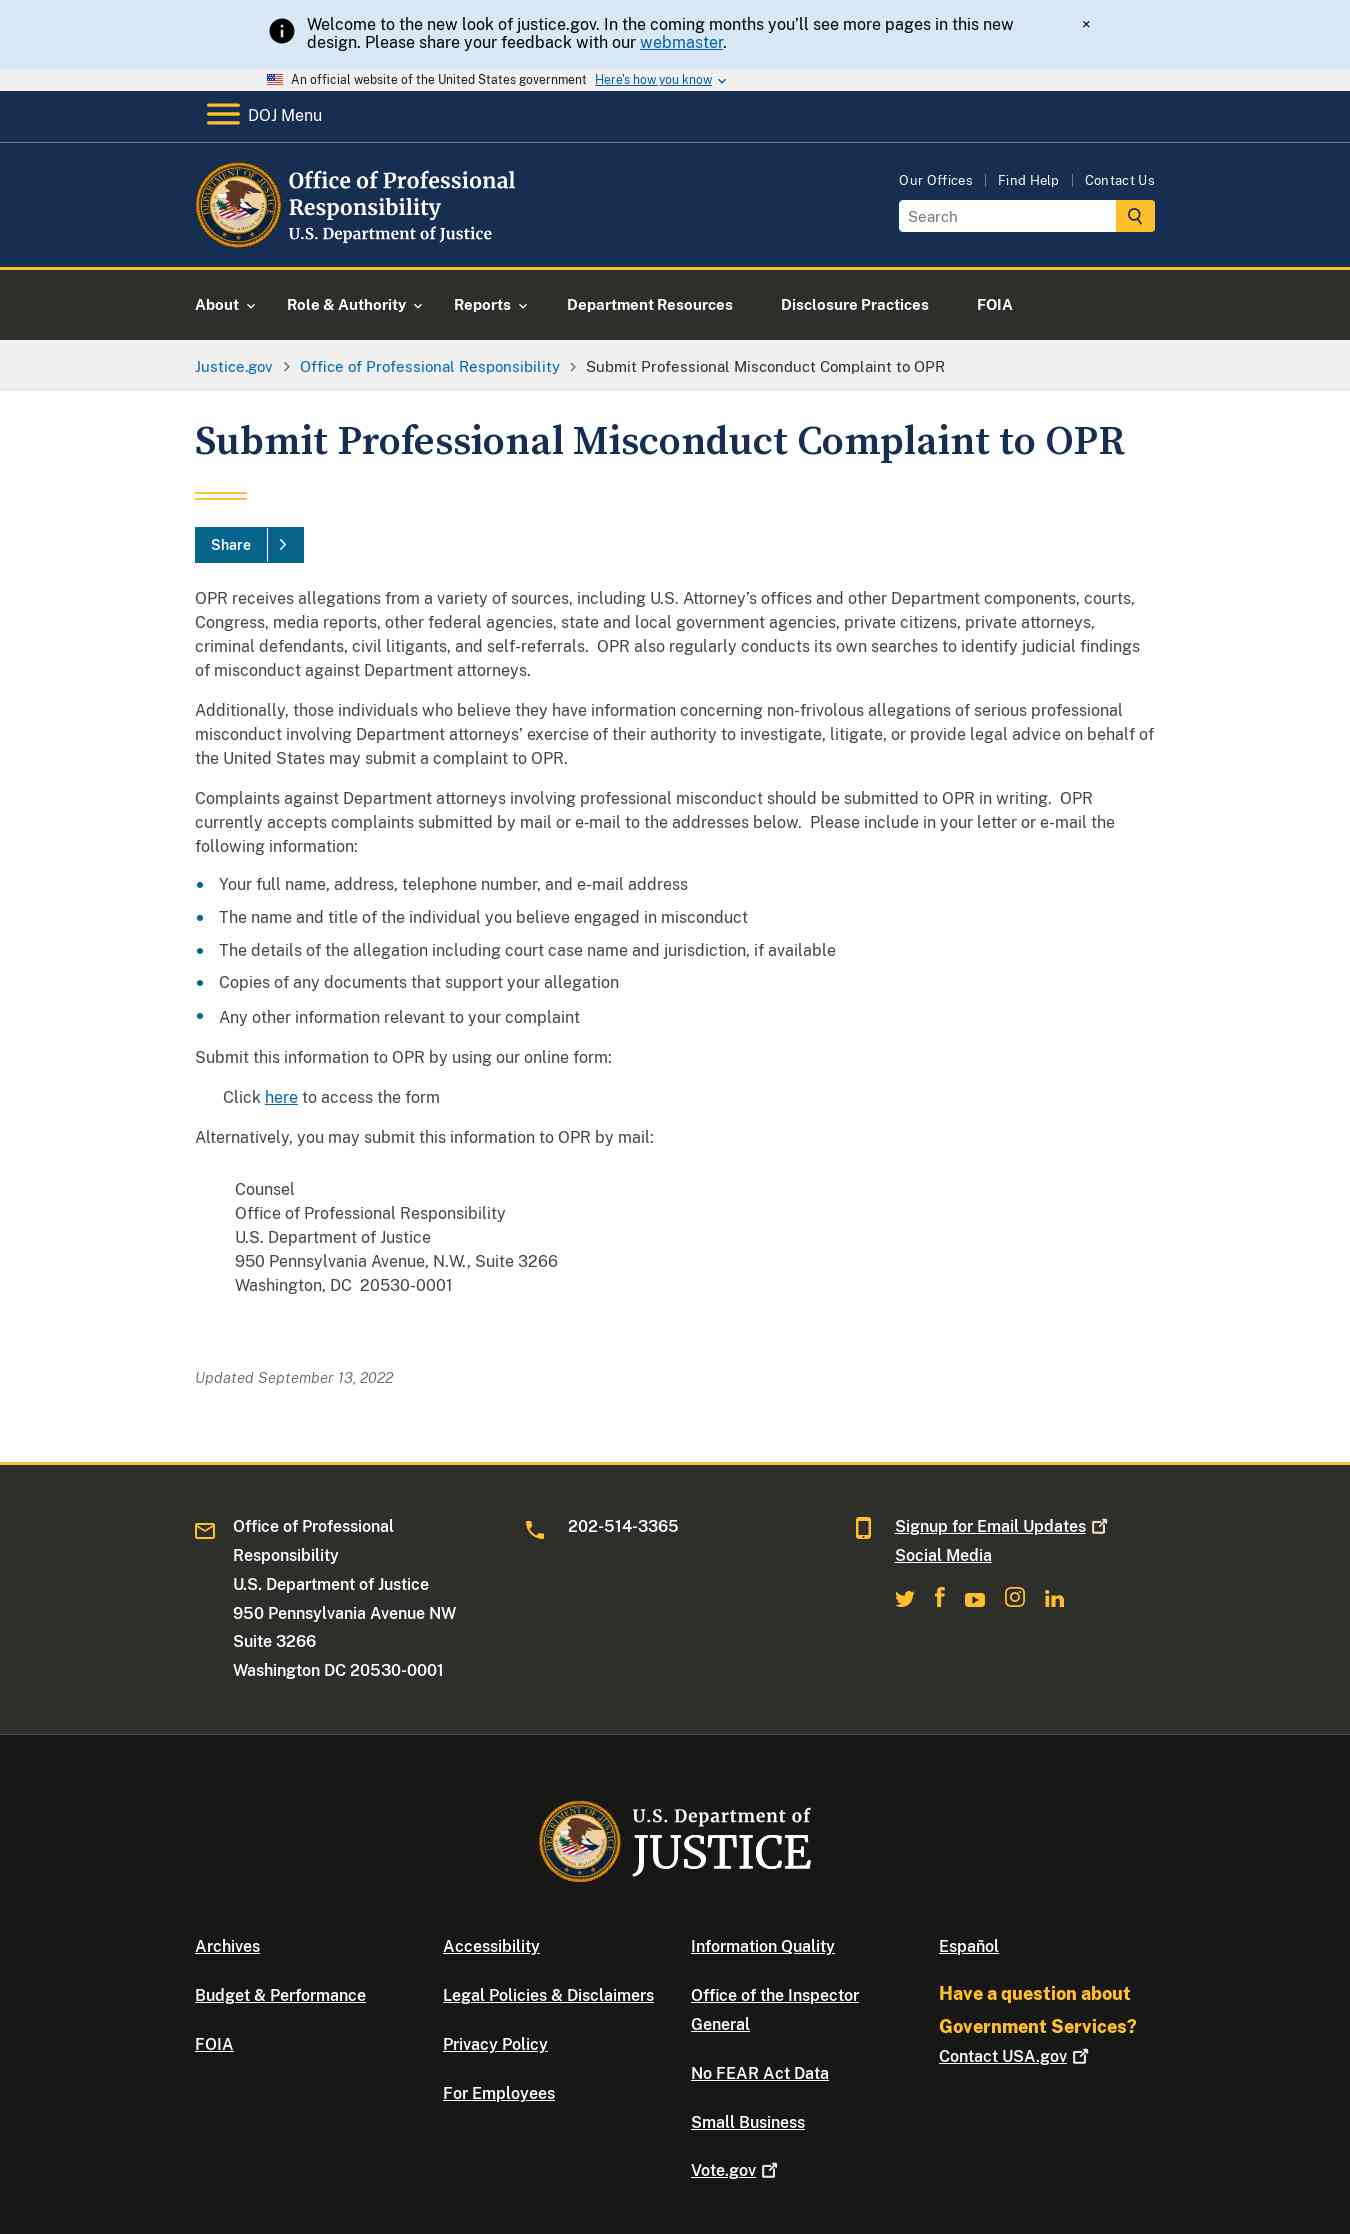 Welcome to the new look of justice.gov. In the coming months you’ll see more pages in this new
design. Please share your feedback with our webmaster.
×
An official website of the United States government Here's how you know
DOJ Menu
Office of Professional
Responsibility
U.S. Department of Justice
Our Offices
Find Help
Contact Us
Search
About
Role & Authority
Reports
Department Resources
Disclosure Practices
FOIA
Justice.gov
Office of Professional Responsibility
Submit Professional Misconduct Complaint to OPR
Submit Professional Misconduct Complaint to OPR
Share
OPR receives allegations from a variety of sources, including U.S. Attorney’s offices and other Department components, courts,
Congress, media reports, other federal agencies, state and local government agencies, private citizens, private attorneys,
criminal defendants, civil litigants, and self-referrals.  OPR also regularly conducts its own searches to identify judicial findings
of misconduct against Department attorneys.
Additionally, those individuals who believe they have information concerning non-frivolous allegations of serious professional
misconduct involving Department attorneys’ exercise of their authority to investigate, litigate, or provide legal advice on behalf of
the United States may submit a complaint to OPR.
Complaints against Department attorneys involving professional misconduct should be submitted to OPR in writing.  OPR
currently accepts complaints submitted by mail or e-mail to the addresses below.  Please include in your letter or e-mail the
following information:
• Your full name, address, telephone number, and e-mail address
• The name and title of the individual you believe engaged in misconduct
• The details of the allegation including court case name and jurisdiction, if available
• Copies of any documents that support your allegation
• Any other information relevant to your complaint
Submit this information to OPR by using our online form:
Click here to access the form
Alternatively, you may submit this information to OPR by mail:
Counsel
Office of Professional Responsibility
U.S. Department of Justice
950 Pennsylvania Avenue, N.W., Suite 3266
Washington, DC  20530-0001
Updated September 13, 2022
Office of Professional
Responsibility
U.S. Department of Justice
950 Pennsylvania Avenue NW
Suite 3266
Washington DC 20530-0001
202-514-3365
Signup for Email Updates
Social Media
U.S. Department of
JUSTICE
Archives
Budget & Performance
FOIA
Accessibility
Legal Policies & Disclaimers
Privacy Policy
For Employees
Information Quality
Office of the Inspector
General
No FEAR Act Data
Small Business
Vote.gov
Español
Have a question about
Government Services?
Contact USA.gov